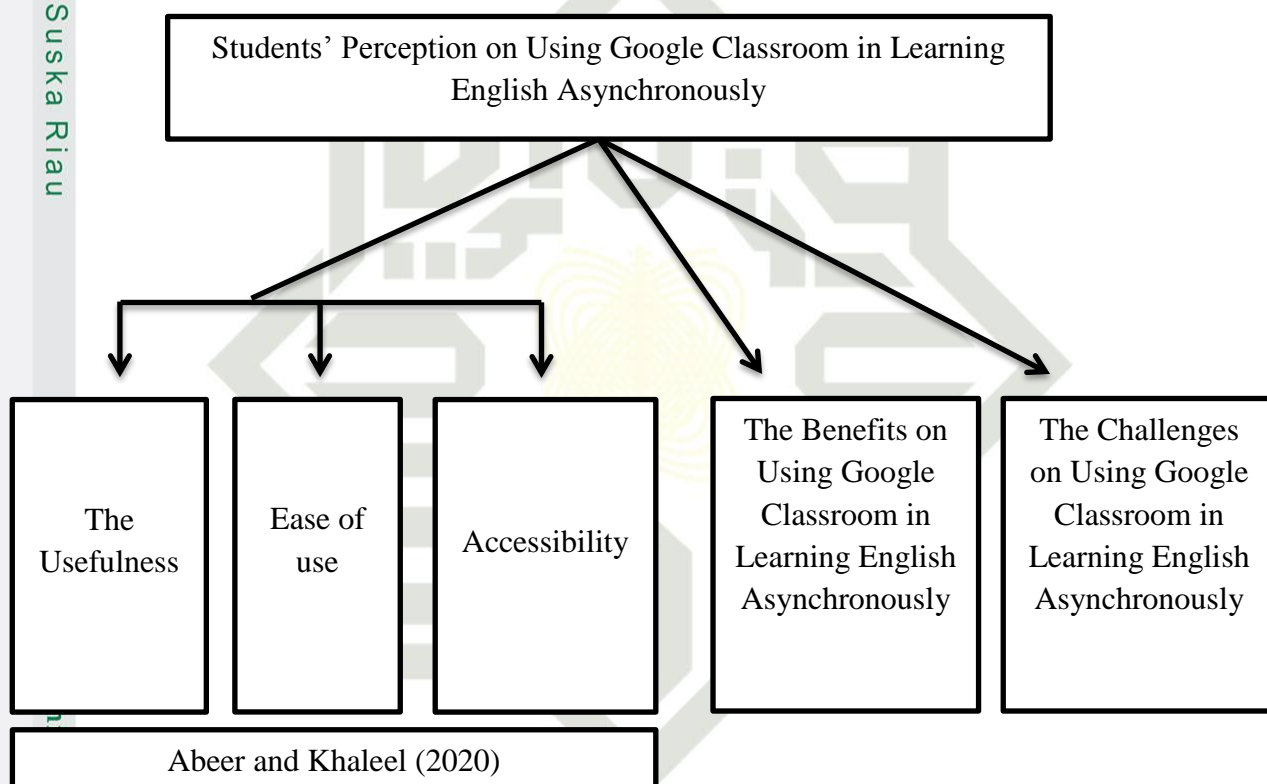 Suska Riau
Students’ Perception on Using Google Classroom in Learning
English Asynchronously
The
Usefulness
Ease of
use
Accessibility
The Benefits on
Using Google
Classroom in
Learning English
Asynchronously
The Challenges
on Using Google
Classroom in
Learning English
Asynchronously
Abeer and Khaleel (2020)